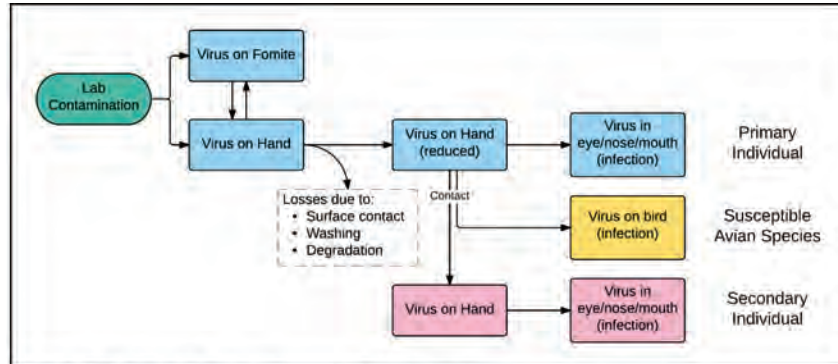 Virus on Fomite
Lab
Contamination
Virus on Hand
Virus on Hand
(reduced)
Virus in
eye/nose/mouth
(infection)
Primary
Individual
Losses due to:
• Surface contact
• Washing
• Degradation
Contact
Virus on bird
(infection)
Susceptible
Avian Species
Virus on Hand
Virus in
eye/nose/mouth
(infection)
Secondary
Individual